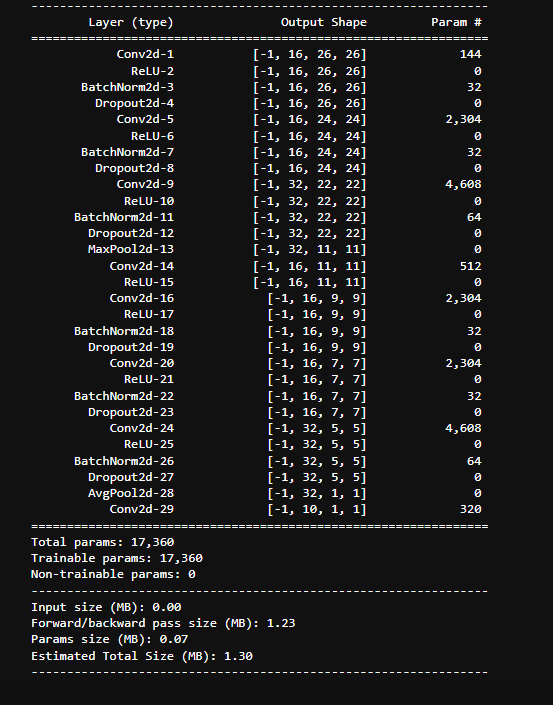 ----------------------------------------------------------------
        Layer (type)               Output Shape         Param #
================================================================
            Conv2d-1           [-1, 16, 26, 26]             144
              ReLU-2           [-1, 16, 26, 26]               0
       BatchNorm2d-3           [-1, 16, 26, 26]              32
         Dropout2d-4           [-1, 16, 26, 26]               0
            Conv2d-5           [-1, 16, 24, 24]           2,304
              ReLU-6           [-1, 16, 24, 24]               0
       BatchNorm2d-7           [-1, 16, 24, 24]              32
         Dropout2d-8           [-1, 16, 24, 24]               0
            Conv2d-9           [-1, 32, 22, 22]           4,608
             ReLU-10           [-1, 32, 22, 22]               0
      BatchNorm2d-11           [-1, 32, 22, 22]              64
        Dropout2d-12           [-1, 32, 22, 22]               0
        MaxPool2d-13           [-1, 32, 11, 11]               0
           Conv2d-14           [-1, 16, 11, 11]             512
             ReLU-15           [-1, 16, 11, 11]               0
           Conv2d-16             [-1, 16, 9, 9]           2,304
             ReLU-17             [-1, 16, 9, 9]               0
      BatchNorm2d-18             [-1, 16, 9, 9]              32
        Dropout2d-19             [-1, 16, 9, 9]               0
           Conv2d-20             [-1, 16, 7, 7]           2,304
             ReLU-21             [-1, 16, 7, 7]               0
      BatchNorm2d-22             [-1, 16, 7, 7]              32
        Dropout2d-23             [-1, 16, 7, 7]               0
           Conv2d-24             [-1, 32, 5, 5]           4,608
             ReLU-25             [-1, 32, 5, 5]               0
      BatchNorm2d-26             [-1, 32, 5, 5]              64
        Dropout2d-27             [-1, 32, 5, 5]               0
        AvgPool2d-28             [-1, 32, 1, 1]               0
           Conv2d-29             [-1, 10, 1, 1]             320
================================================================
Total params: 17,360
Trainable params: 17,360
Non-trainable params: 0
----------------------------------------------------------------
Input size (MB): 0.00
Forward/backward pass size (MB): 1.23
Params size (MB): 0.07
Estimated Total Size (MB): 1.30
----------------------------------------------------------------